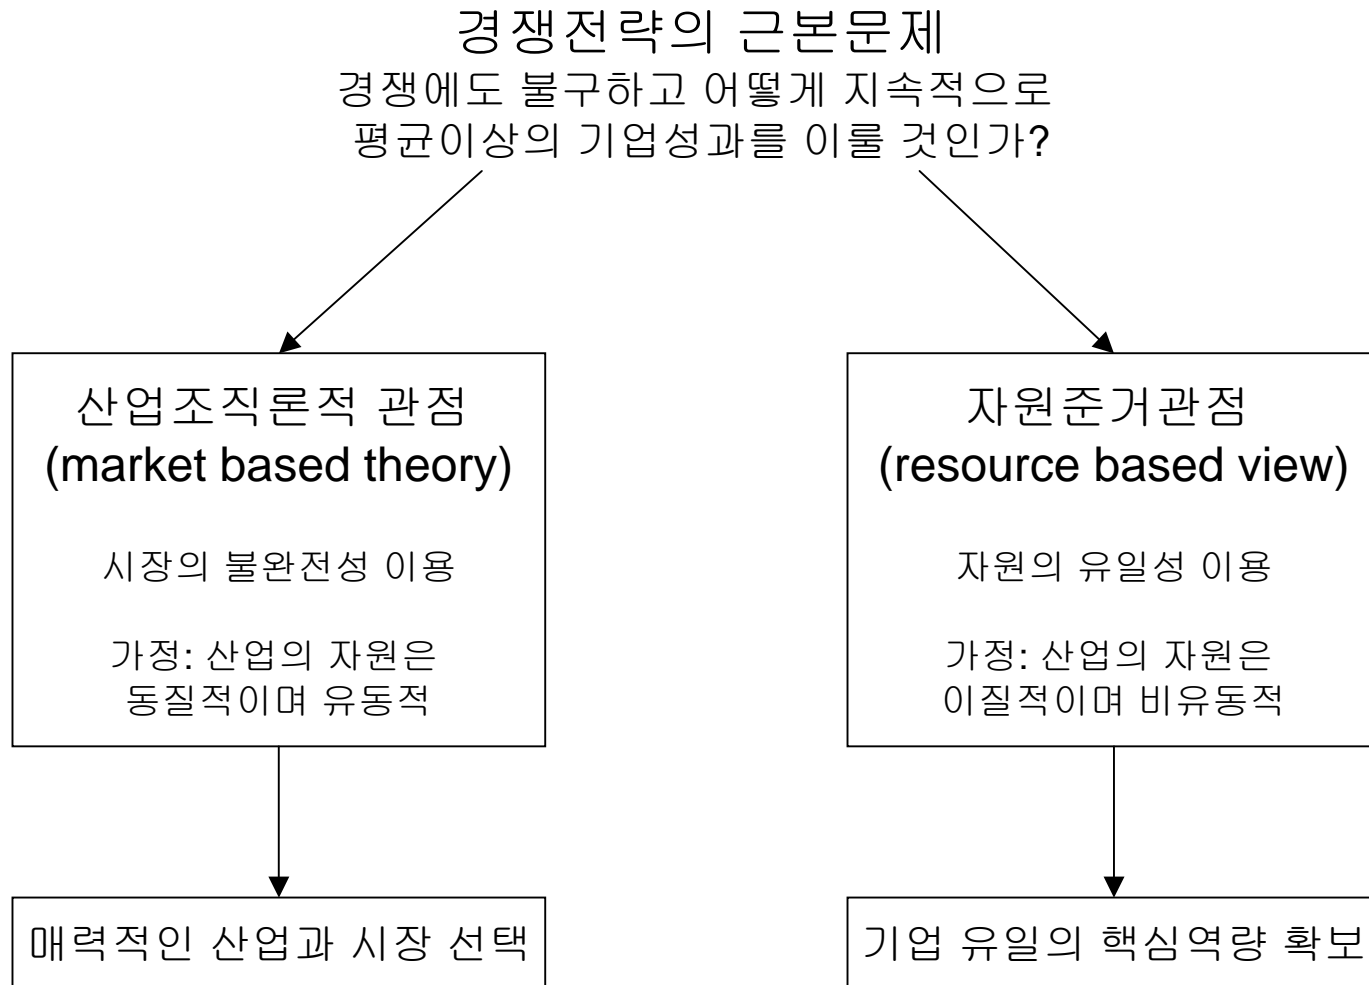 경쟁전략의 근본문제
경쟁에도 불구하고 어떻게 지속적으로
평균이상의 기업성과를 이룰 것인가?
산업조직론적 관점
(market based theory)
시장의 불완전성 이용
가정: 산업의 자원은
동질적이며 유동적
매력적인 산업과 시장 선택
자원준거관점
(resource based view)
자원의 유일성 이용
가정: 산업의 자원은
이질적이며 비유동적
기업 유일의 핵심역량 확보